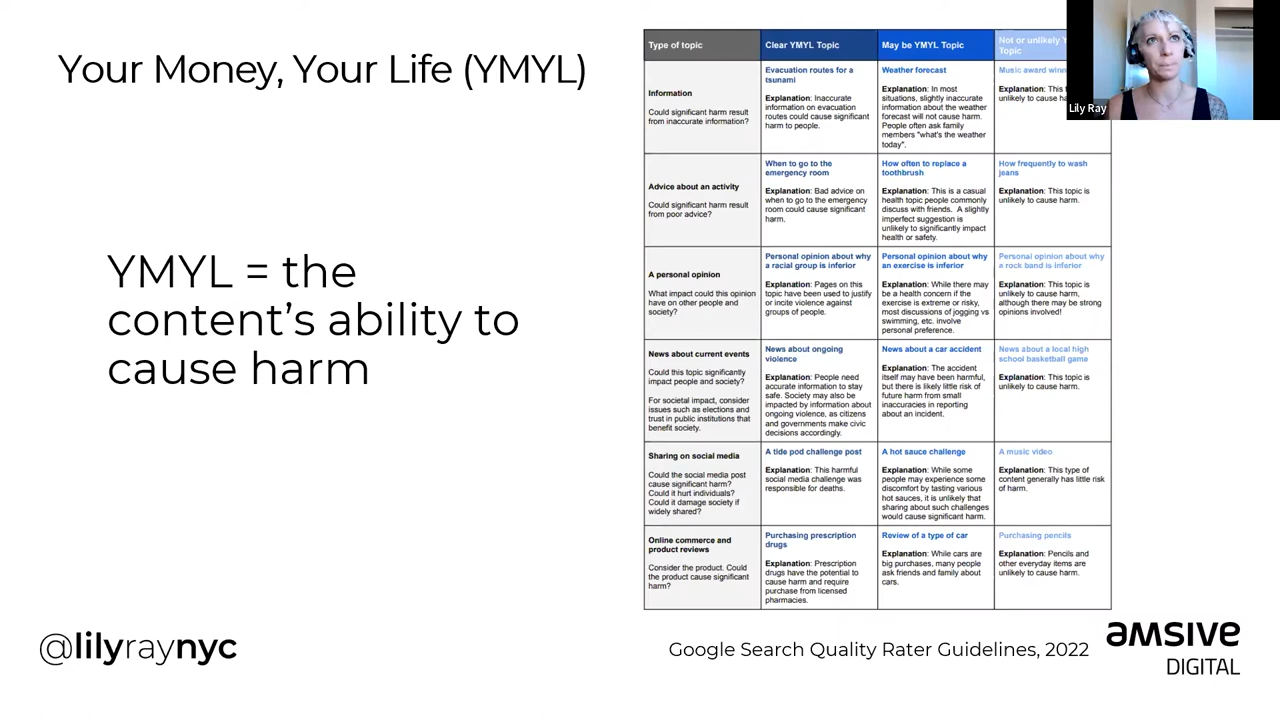 Your Money, Your Life (YMYL)
YMYL = the
content's ability to
cause harm
Type of topic
Clear YMYL Topic
May be YMYL Topic
Not or unlikely
Topic
Information
Could significant harm result
from inaccurate information?
Evacuation routes for a
tsunami
Explanation: Inaccurate
information on evacuation
routes could cause significant
harm to people.
Weather forecast
Explanation: In most
situations, slightly inaccurate
information about the weather
forecast will not cause harm.
People often ask family
members "what's the weather
today".
Music award
Explanation: This
unlikely to cause
Advice about an activity
Could significant harm result
from poor advice?
When to go to the
emergency room
Explanation: Bad advice on
when to go to the emergency
room could cause significant
harm.
How often to replace a
toothbrush
Explanation: This is a casual
health topic people commonly
discuss with friends. A slightly
imperfect suggestion is
unlikely to significantly impact
health or safety.
How frequently to wash
jeans
Explanation: This topic is
unlikely to cause harm.
A personal opinion
What impact could this opinion
have on other people and
society?
Personal opinion about why
a racial group is inferior
Explanation: Pages on this
topic have been used to justify
or incite violence against
groups of people.
Personal opinion about why
an exercise is inferior
Explanation: While there may
be a health concern if the
exercise is extreme or risky,
most discussions of jogging vs
swimming, etc. involve
personal preference.
Personal opinion about why
a rock band is inferior
Explanation: This topic is
unlikely to cause harm,
although there may be strong
opinions involved!
News about current events
Could this topic significantly
impact people and society?
For societal impact, consider
issues such as elections and
trust in public institutions that
benefit society.
News about ongoing
violence
Explanation: People need
accurate information to stay
safe. Society may also be
impacted by information about
ongoing violence, as citizens
and governments make civic
decisions accordingly.
News about a car accident
Explanation: The accident
itself may have been harmful,
but there is likely little risk of
future harm from small
inaccuracies in reporting
about an incident.
News about a local high
school basketball game
Explanation: This topic is
unlikely to cause harm.
Sharing on social media
Could the social media post
cause significant harm?
Could it hurt individuals?
Could it damage society if
widely shared?
A tide pod challenge post
Explanation: This harmful
social media challenge was
responsible for deaths.
A hot sauce challenge
Explanation: While some
people may experience some
discomfort by tasting various
hot sauces, it is unlikely that
sharing about such challenges
would cause significant harm.
A music video
Explanation: This type of
content generally has little risk
of harm.
Online commerce and
product reviews
Consider the product. Could
the product cause significant
harm?
Purchasing prescription
drugs
Explanation: Prescription
drugs have the potential to
cause harm and require
purchase from licensed
pharmacies.
Review of a type of car
Explanation: While cars are
big purchases, many people
ask friends and family about
cars.
Purchasing pencils
Explanation: Pencils and
other everyday items are
unlikely to cause harm.
Lily Ray
@lilyraynyc
Google Search Quality Rater Guidelines, 2022
amsive
DIGITAL